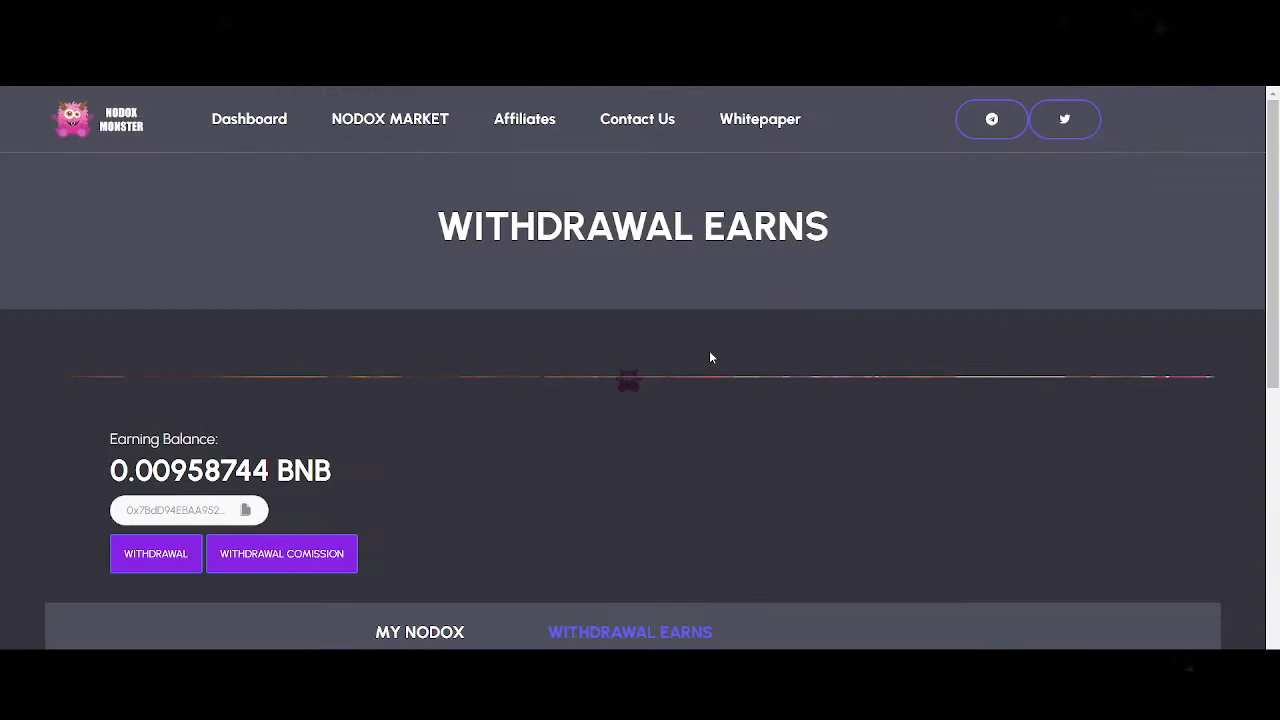 NODOX
MONSTER
Dashboard
NODOX MARKET
Affiliates
Contact Us
Whitepaper
WITHDRAWAL EARNS
Earning Balance:
0.00958744 BNB
0x7BdD94EBAA952...
WITHDRAWAL
WITHDRAWAL COMISSION
MY NODOX
WITHDRAWAL EARNS